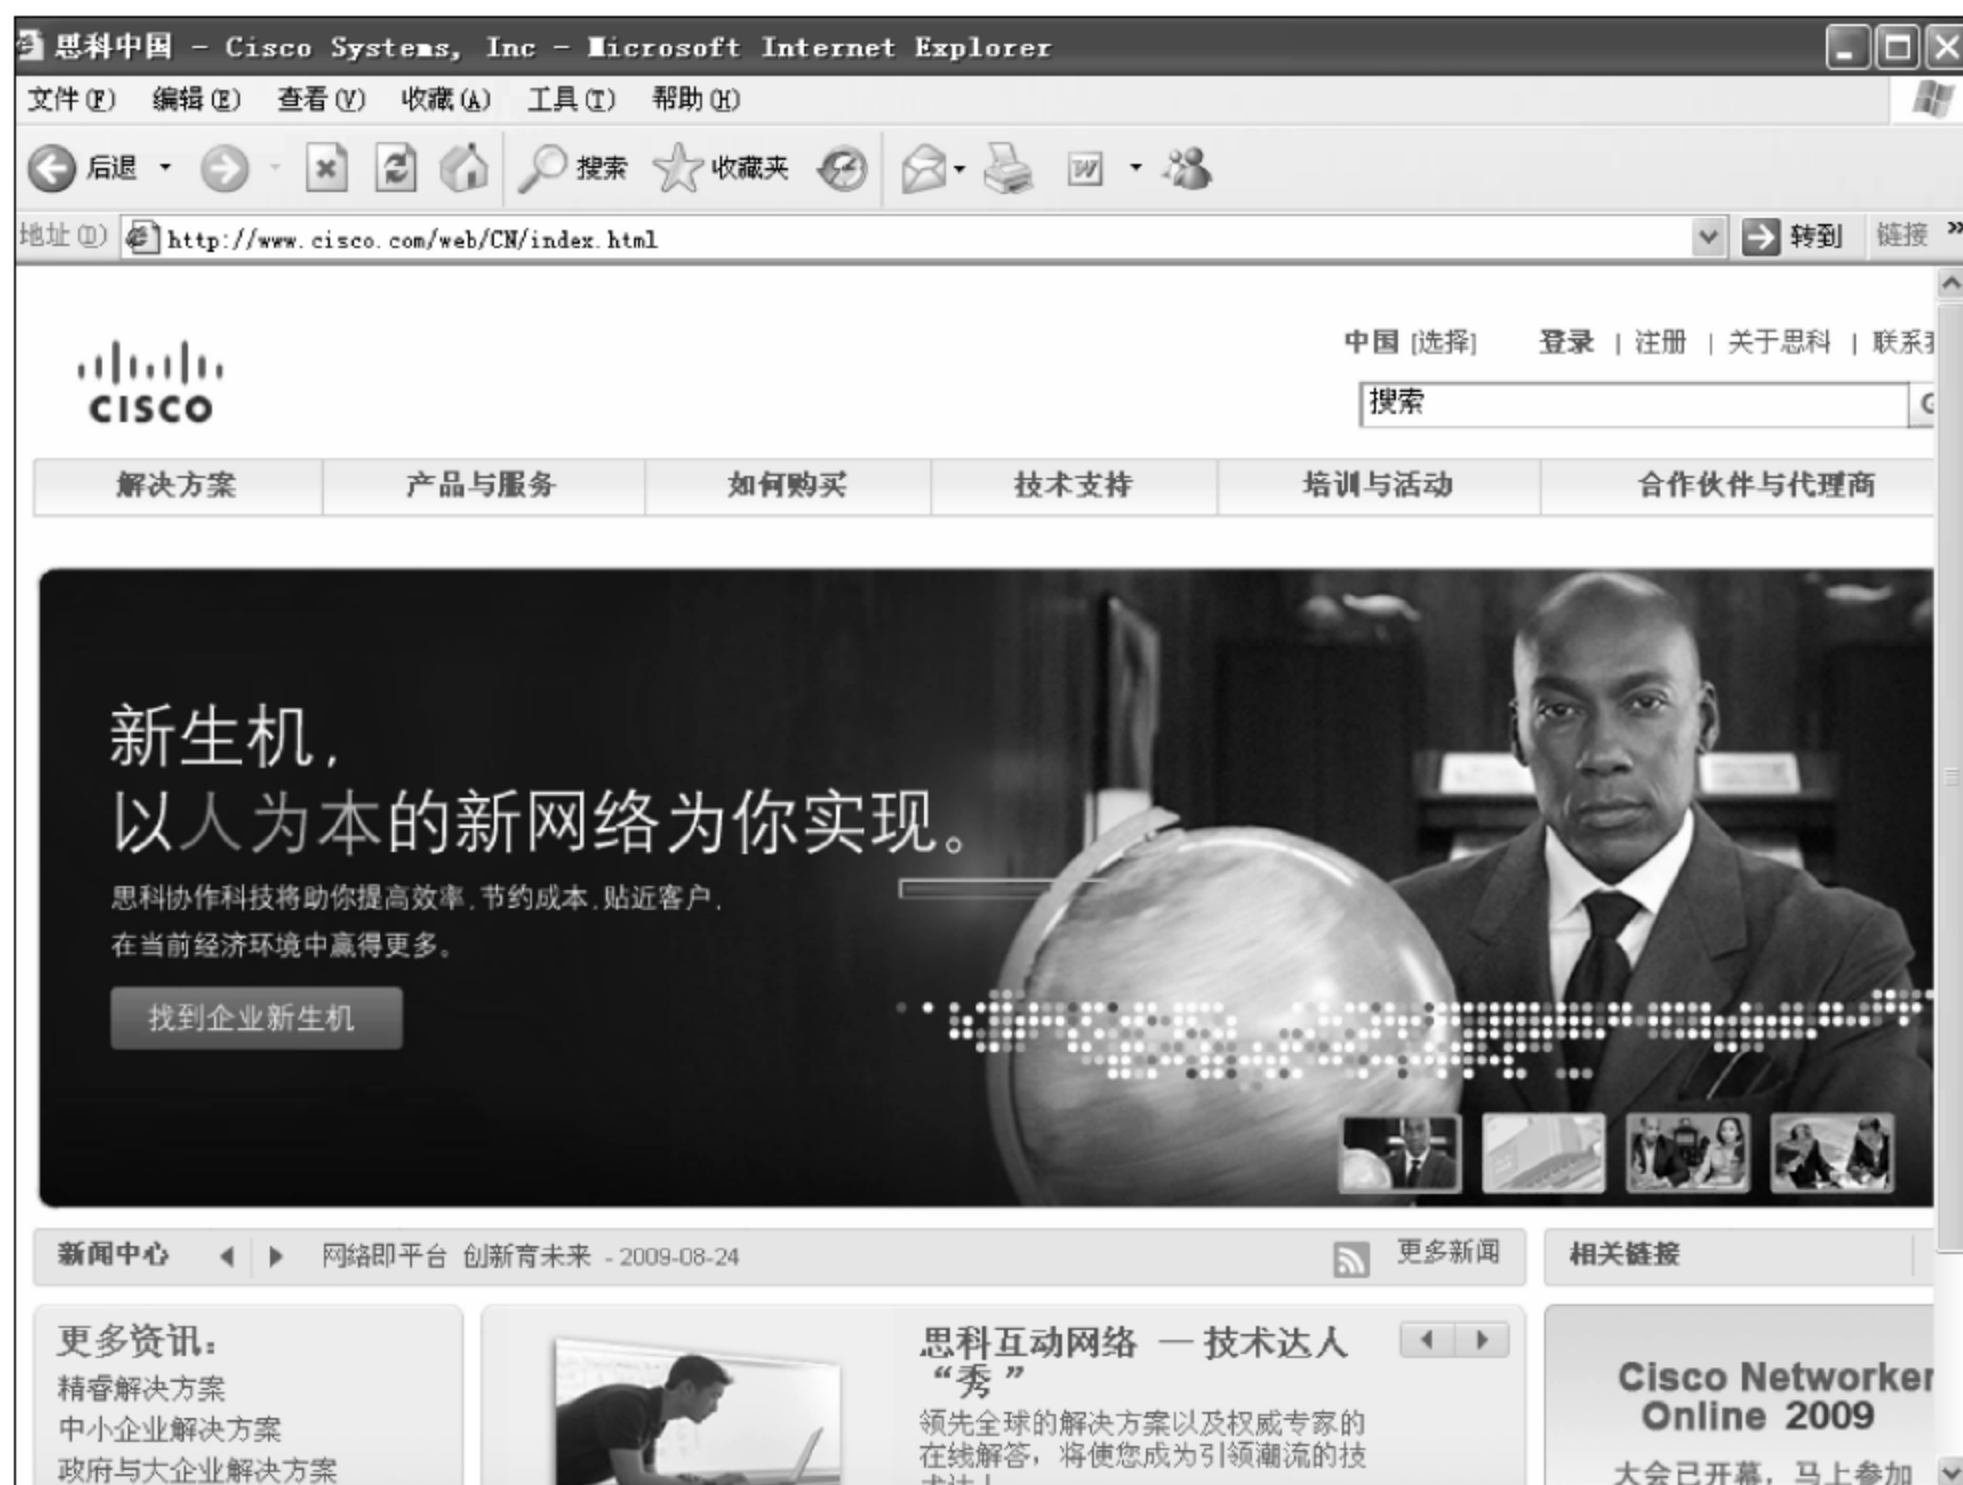 思科中国 - Cisco Systems, Inc - Microsoft Internet Explorer
文件(F) 编辑(E) 查看(V) 收藏(A) 工具(T) 帮助(H)
后退 搜索 收藏夹
地址(D) http://www.cisco.com/web/CN/index.html 转到 链接 »
中国 [选择] 登录 | 注册 | 关于思科 | 联系
CISCO
搜索
解决方案 产品与服务 如何购买 技术支持 培训与活动 合作伙伴与代理商
新生机,
以人为本的新网络为你实现。
思科协作科技将助你提高效率,节约成本,贴近客户,
在当前经济环境中赢得更多。
找到企业新生机
新闻中心 网络即平台 创新育未来 - 2009-08-24 更多新闻 相关链接
更多资讯:
精睿解决方案
中小企业解决方案
政府与大企业解决方案
思科互动网络 — 技术达人
“秀”
领先全球的解决方案以及权威专家的
在线解答，将使您成为引领潮流的技
Cisco Networker
Online 2009
大会已开幕，马上参加